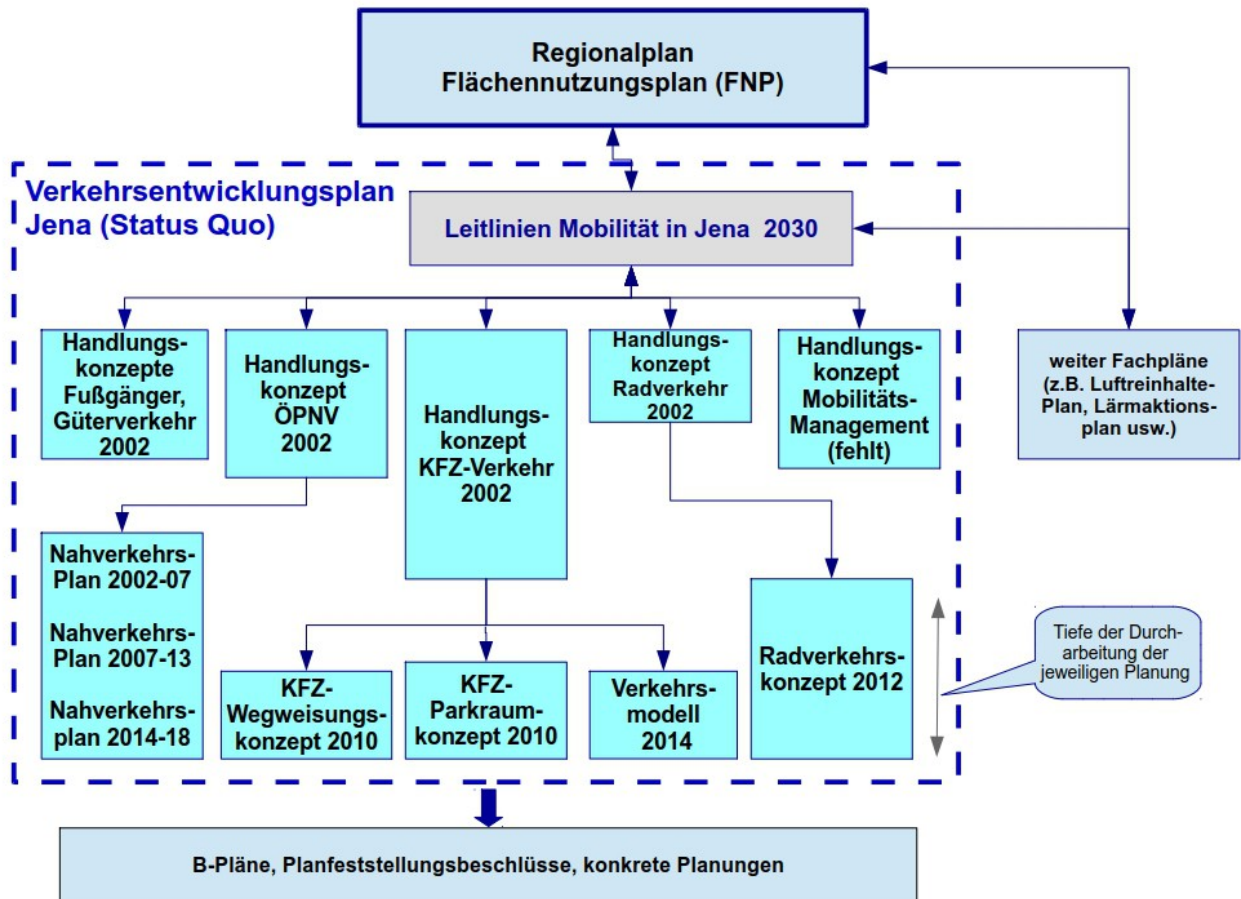 Regionalplan
Flächennutzungsplan (FNP)
Verkehrsentwicklungsplan
Jena (Status Quo)
Leitlinien Mobilität in Jena 2030
Handlungs-
konzepte
Fußgänger,
Güterverkehr
2002
Handlungs-
konzept
ÖPNV
2002
Handlungs-
konzept
KFZ-Verkehr
2002
Handlungs-
konzept
Radverkehr
2002
Handlungs-
konzept
Mobilitäts-
Management
(fehlt)
weiter Fachpläne
(z.B. Luftreinhalte-
Plan, Lärmaktions-
plan usw.)
Nahverkehrs-
Plan 2002-07
Nahverkehrs-
Plan 2007-13
Nahverkehrs-
plan 2014-18
KFZ-
Wegweisungs-
konzept 2010
KFZ-
Parkraum-
konzept 2010
Verkehrs-
modell
2014
Radverkehrs-
konzept 2012
Tiefe der Durch-
arbeitung der
jeweiligen Planung
B-Pläne, Planfeststellungsbeschlüsse, konkrete Planungen